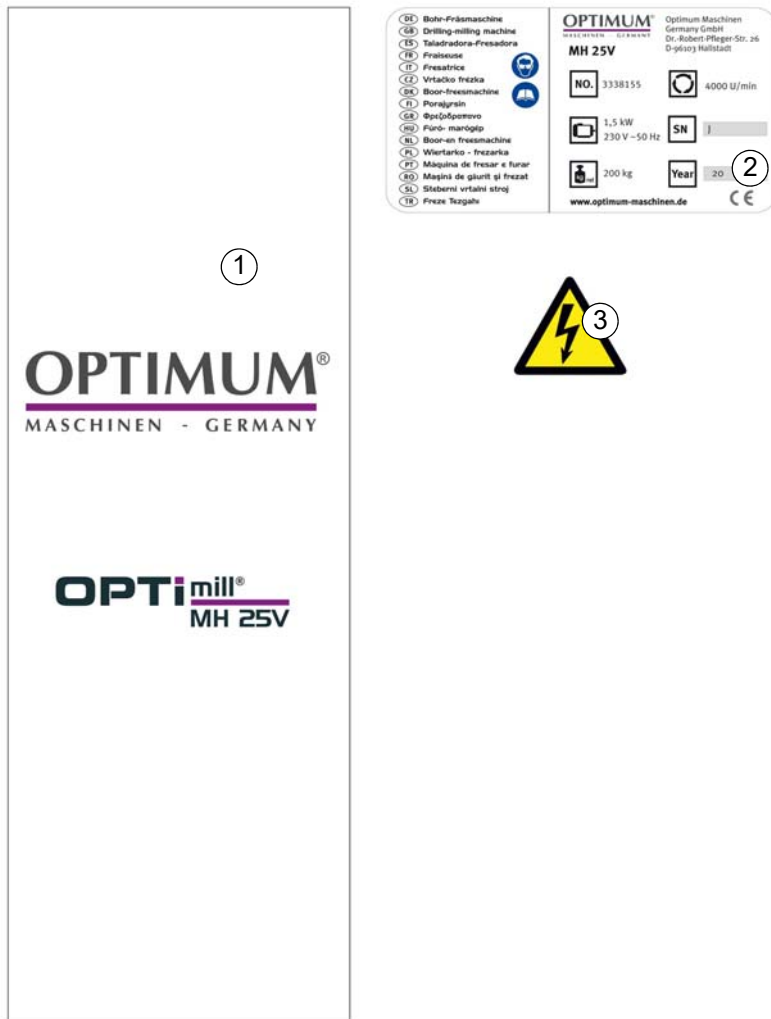 1
OPTIMUM®
MASCHINEN - GERMANY
OPTi mill®
MH 25V
DE Bohr-Fräsmaschine
GB Drilling-milling machine
ES Taladradora-Fresadora
FR Fraiseuse
IT Fresatrice
CZ Vrtačko frézka
DK Boor-freesmachine
FI Porajyrsin
GR Φρεζοδραπανο
HU Fúró- marógép
NL Boor-en freesmachine
PL Wiertarko - frezarka
PT Máquina de fresar e furar
RO Maşină de găurit şi frezat
SL Steberni vrtalni stroj
TR Freze Tezgahı
OPTIMUM®
MASCHINEN - GERMANY
Optimum Maschinen
Germany GmbH
Dr.-Robert-Pfleger-Str. 26
D-96103 Hallstadt
MH 25V
NO. 3338155
4000 U/min
1,5 kW
230 V ~50 Hz
SN J
200 kg
Year 20
2
www.optimum-maschinen.de
CE
3